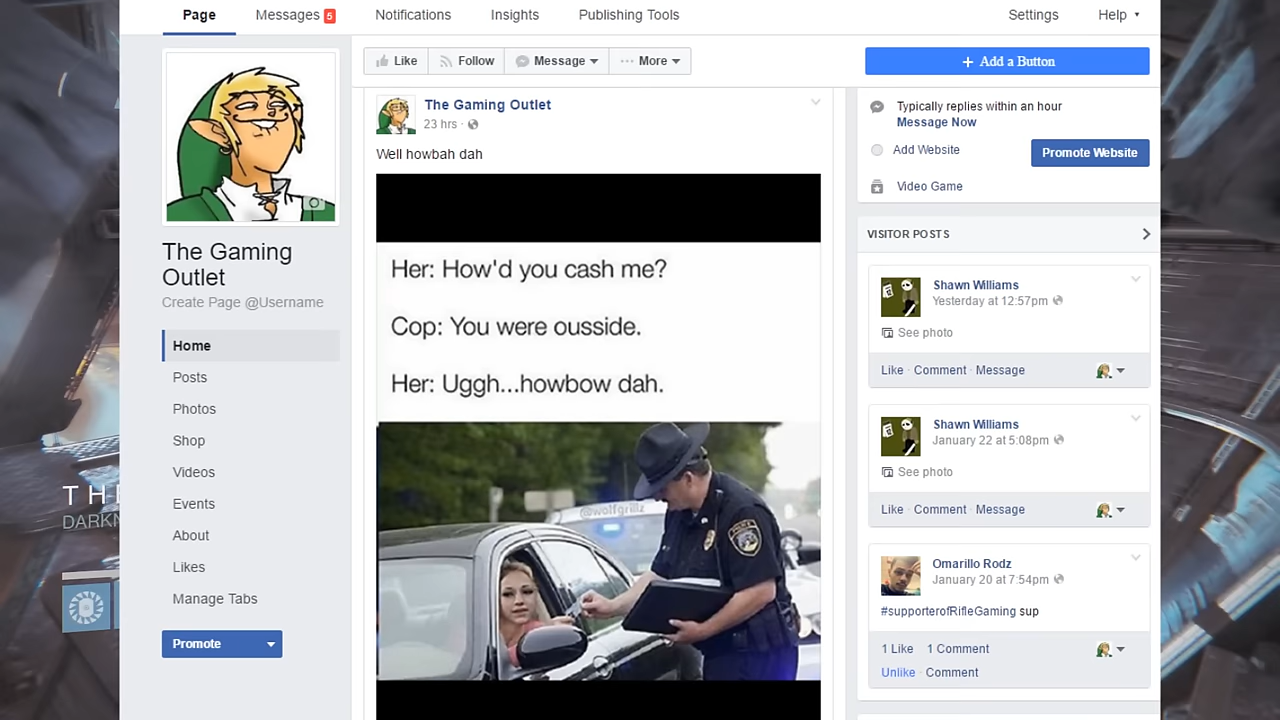 Page
Messages 5
Notifications
Insights
Publishing Tools
Settings
Help
Like
Follow
Message
More
+ Add a Button
The Gaming Outlet
Create Page @Username
Home
Posts
Photos
Shop
Videos
Events
About
Likes
Manage Tabs
Promote
THE
DARKN
The Gaming Outlet
23 hrs ·
Well howbah dah
Her: How'd you cash me?
Cop: You were ousside.
Her: Uggh...howbow dah.
@wolfgrillz
Typically replies within an hour
Message Now
Add Website
Promote Website
Video Game
VISITOR POSTS
Shawn Williams
Yesterday at 12:57pm
See photo
Like · Comment · Message
Shawn Williams
January 22 at 5:08pm
See photo
Like · Comment · Message
Omarillo Rodz
January 20 at 7:54pm
#supporterofRifleGaming sup
1 Like 1 Comment
Unlike · Comment